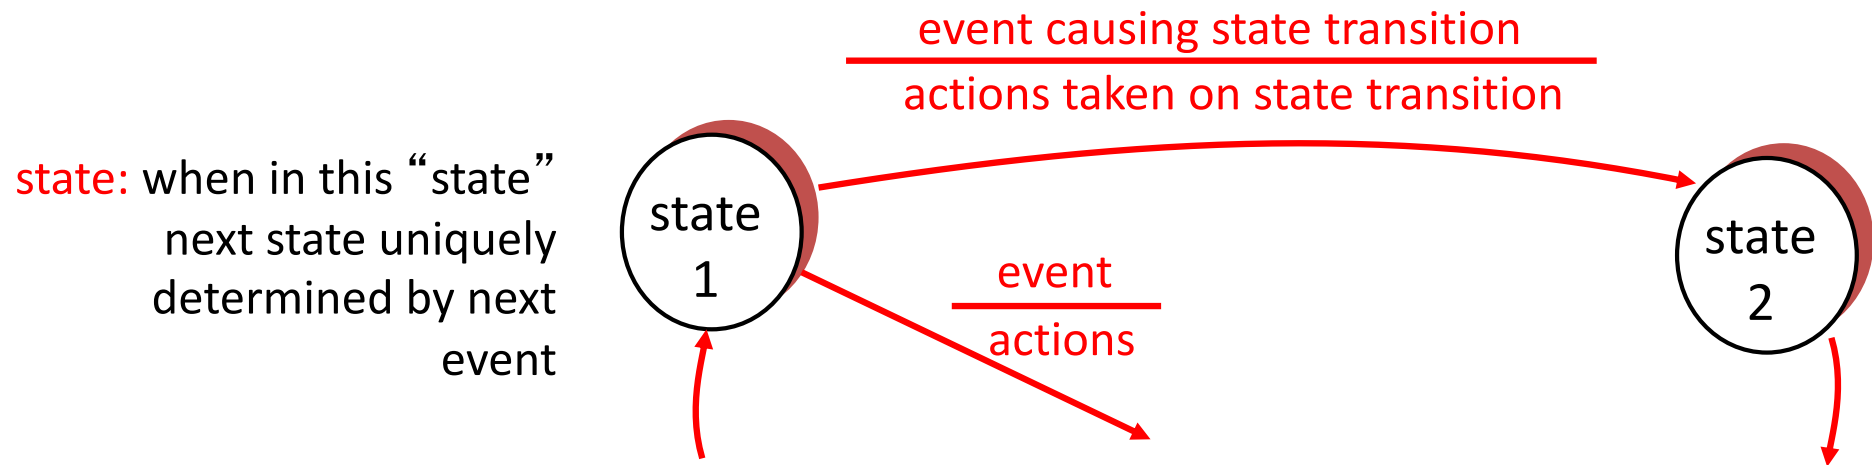 event causing state transition
actions taken on state transition
state: when in this “state”
next state uniquely
determined by next
event
state
1
event
actions
state
2